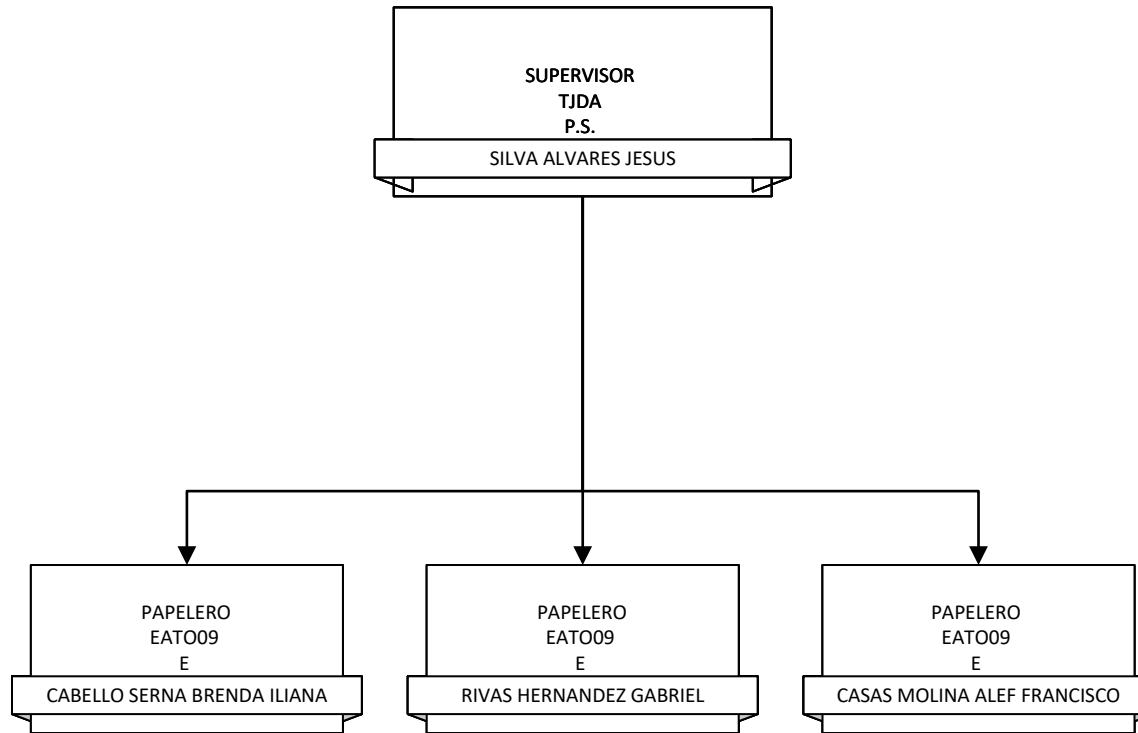 SUPERVISOR
TJDA
P.S.
SILVA ALVARES JESUS
PAPELERO
EATO09
E
CABELLO SERNA BRENDA ILIANA
PAPELERO
EATO09
E
RIVAS HERNANDEZ GABRIEL
PAPELERO
EATO09
E
CASAS MOLINA ALEF FRANCISCO